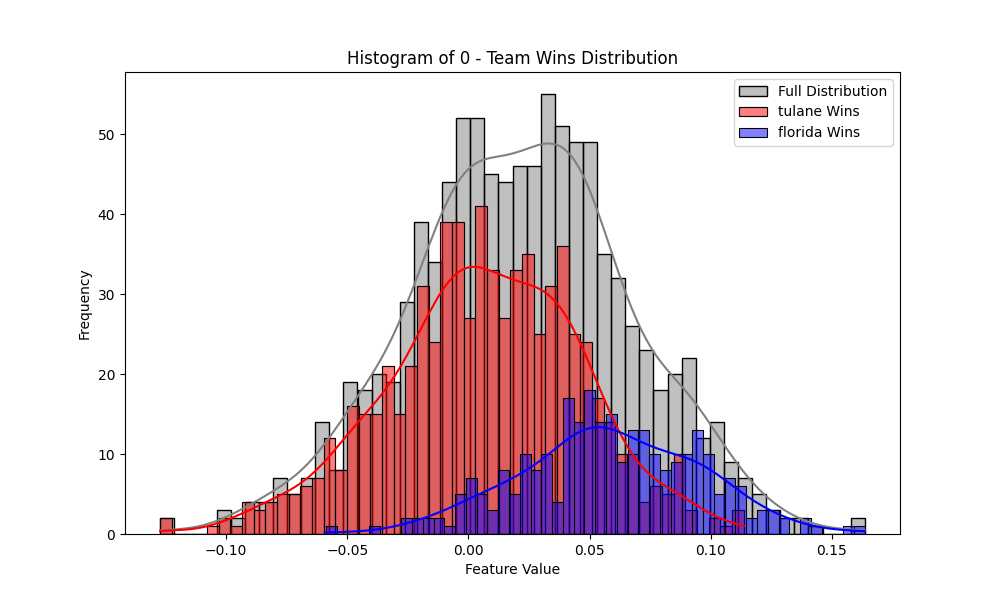 Histogram of 0 - Team Wins Distribution
Full Distribution
tulane Wins
florida Wins
Frequency
50
40
30
20
10
0
−0.10
−0.05
0.00
0.05
0.10
0.15
Feature Value